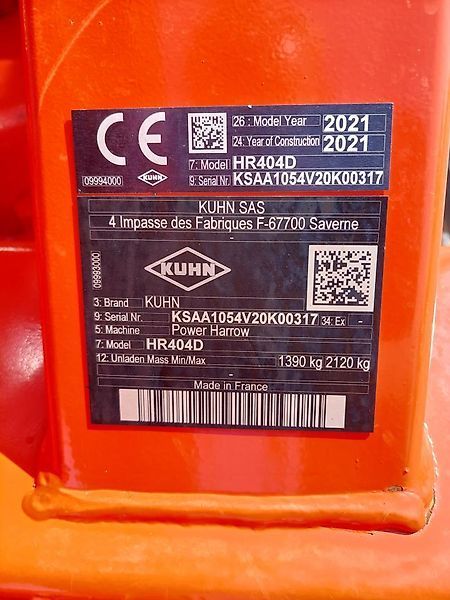 CE
26 : Model Year 2021
24: Year of Construction 2021
7: Model HR404D
9: Serial Nr. KSAA1054V20K00317
09994000
KUHN
KUHN SAS
4 Impasse des Fabriques F-67700 Saverne
-
09993000
KUHN
3: Brand KUHN
9: Serial Nr. KSAA1054V20K00317 34: Ex -
5: Machine Power Harrow
7: Model HR404D
12: Unladen Mass Min/Max 1390 kg 2120 kg
-
Made in France